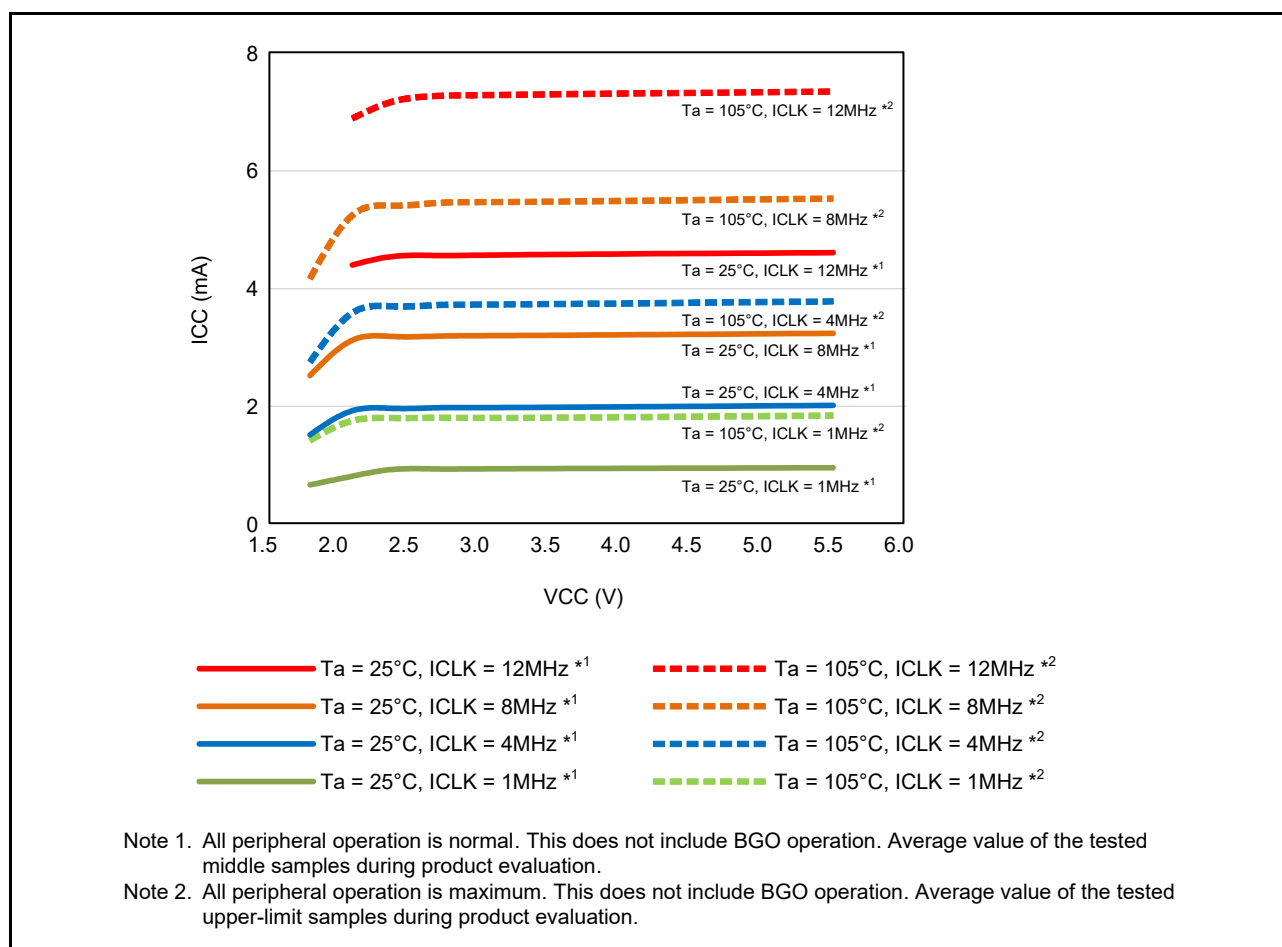 8
6
4
2
0
ICC (mA)
Ta = 105°C, ICLK = 12MHz *2
Ta = 105°C, ICLK = 8MHz *2
Ta = 25°C, ICLK = 12MHz *1
Ta = 105°C, ICLK = 4MHz *2
Ta = 25°C, ICLK = 8MHz *1
Ta = 25°C, ICLK = 4MHz *1
Ta = 105°C, ICLK = 1MHz *2
Ta = 25°C, ICLK = 1MHz *1
1.5 2.0 2.5 3.0 3.5 4.0 4.5 5.0 5.5 6.0
VCC (V)
Ta = 25°C, ICLK = 12MHz *1
Ta = 105°C, ICLK = 12MHz *2
Ta = 25°C, ICLK = 8MHz *1
Ta = 105°C, ICLK = 8MHz *2
Ta = 25°C, ICLK = 4MHz *1
Ta = 105°C, ICLK = 4MHz *2
Ta = 25°C, ICLK = 1MHz *1
Ta = 105°C, ICLK = 1MHz *2
Note 1. All peripheral operation is normal. This does not include BGO operation. Average value of the tested
middle samples during product evaluation.
Note 2. All peripheral operation is maximum. This does not include BGO operation. Average value of the tested
upper-limit samples during product evaluation.